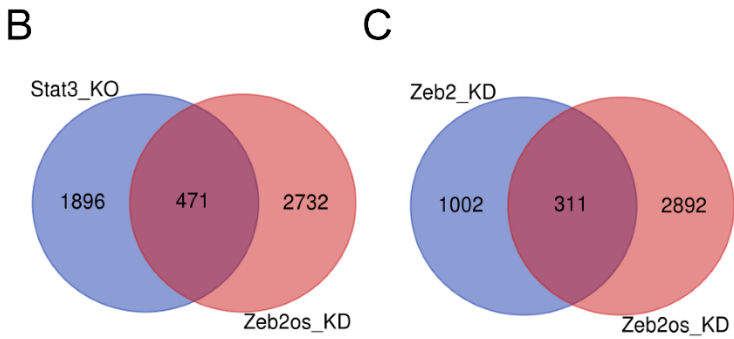 B
C
Stat3_KO
Zeb2_KD
1896
471
2732
1002
311
2892
Zeb2os_KD
Zeb2os_KD